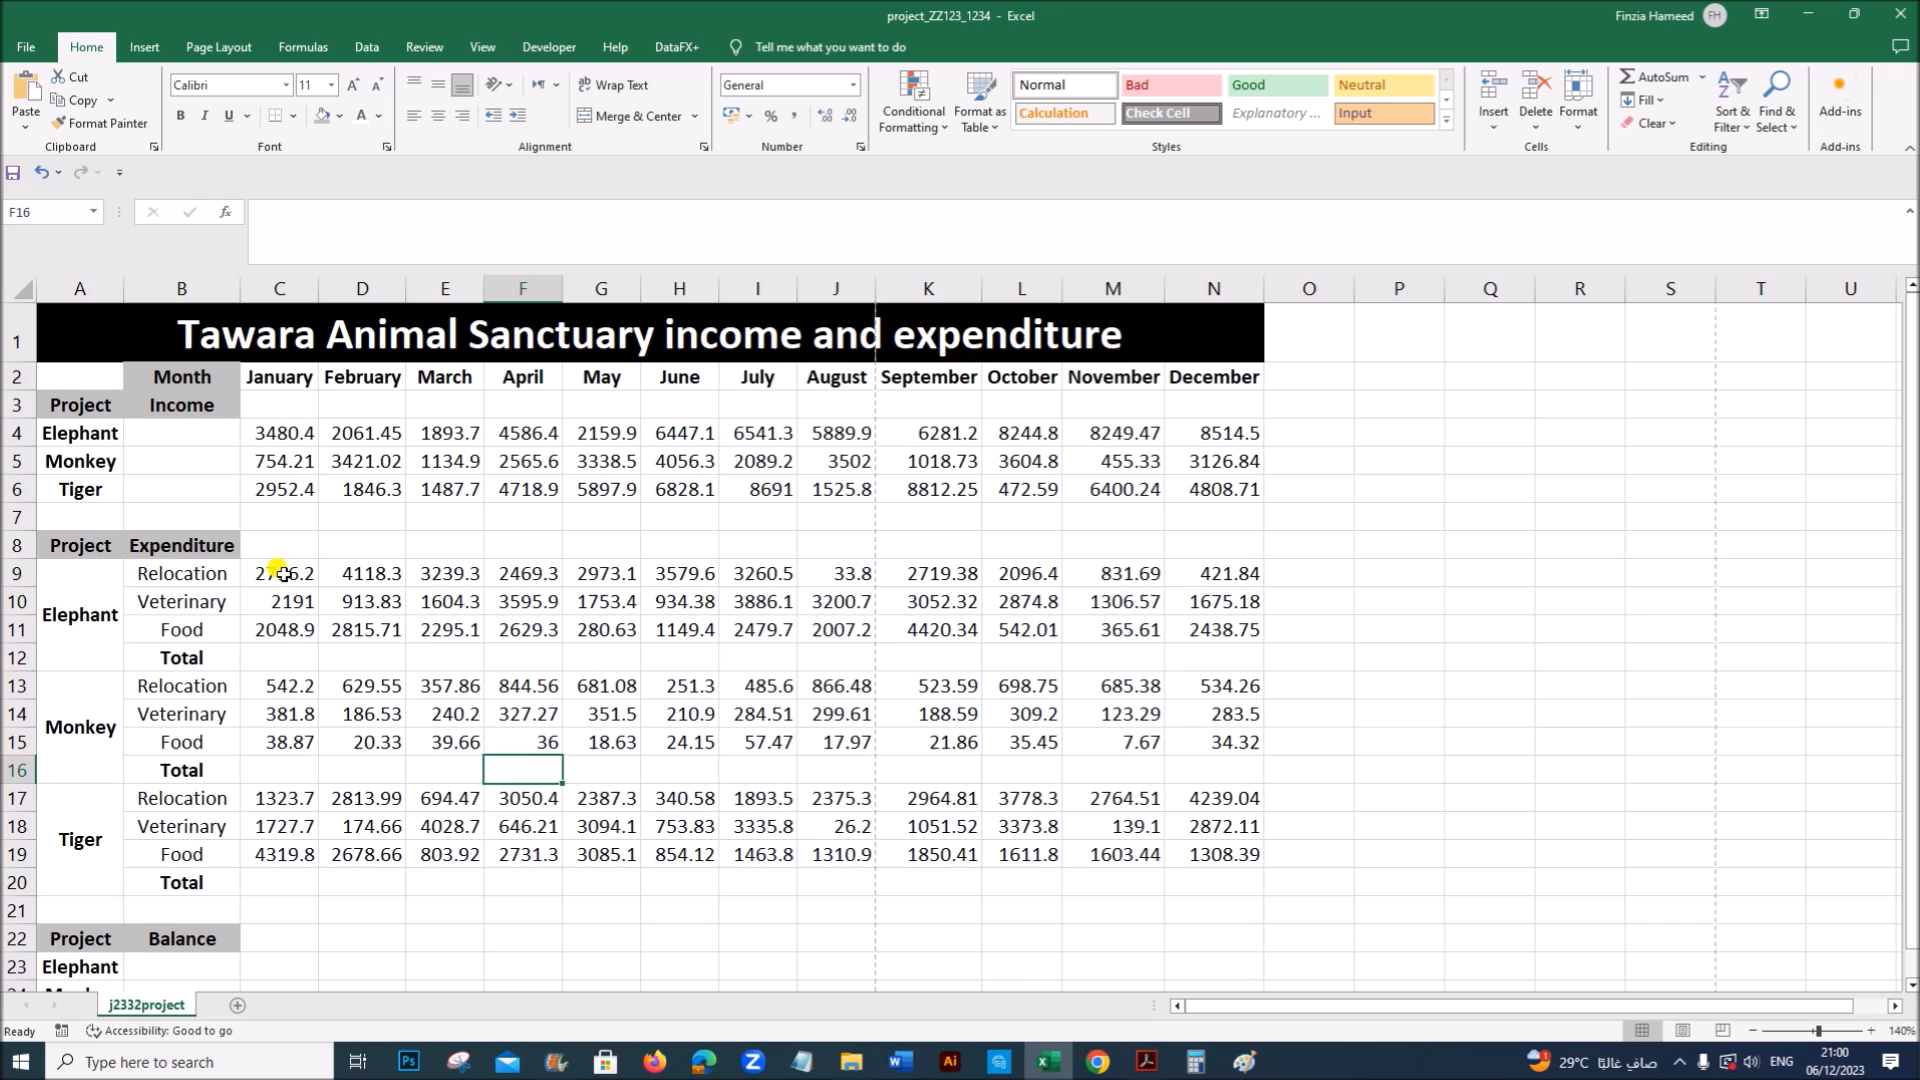 project_ZZ123_1234 - Excel
Finzia Hameed FH
File Home Insert Page Layout Formulas Data Review View Developer Help DataFX+ Tell me what you want to do
Cut
Copy
Format Painter
Paste
Calibri 11
B I U
Wrap Text
Merge & Center
General
Conditional Formatting
Format as Table
Normal Bad Good Neutral
Calculation Check Cell Explanatory ... Input
Insert Delete Format
AutoSum
Fill
Clear
Sort & Filter
Find & Select
Add-ins
Clipboard Font Alignment Number Styles Cells Editing Add-ins
F16 fx
A B C D E F G H I J K L M N O P Q R S T U
1 Tawara Animal Sanctuary income and expenditure
2 Month January February March April May June July August September October November December
3 Project Income
4 Elephant 3480.4 2061.45 1893.7 4586.4 2159.9 6447.1 6541.3 5889.9 6281.2 8244.8 8249.47 8514.5
5 Monkey 754.21 3421.02 1134.9 2565.6 3338.5 4056.3 2089.2 3502 1018.73 3604.8 455.33 3126.84
6 Tiger 2952.4 1846.3 1487.7 4718.9 5897.9 6828.1 8691 1525.8 8812.25 472.59 6400.24 4808.71
7
8 Project Expenditure
9 Relocation 4118.3 3239.3 2469.3 2973.1 3579.6 3260.5 33.8 2719.38 2096.4 831.69 421.84
10 Veterinary 2191 913.83 1604.3 3595.9 1753.4 934.38 3886.1 3200.7 3052.32 2874.8 1306.57 1675.18
Elephant
11 Food 2048.9 2815.71 2295.1 2629.3 280.63 1149.4 2479.7 2007.2 4420.34 542.01 365.61 2438.75
12 Total
13 Relocation 542.2 629.55 357.86 844.56 681.08 251.3 485.6 866.48 523.59 698.75 685.38 534.26
14 Veterinary 381.8 186.53 240.2 327.27 351.5 210.9 284.51 299.61 188.59 309.2 123.29 283.5
Monkey
15 Food 38.87 20.33 39.66 36 18.63 24.15 57.47 17.97 21.86 35.45 7.67 34.32
16 Total
17 Relocation 1323.7 2813.99 694.47 3050.4 2387.3 340.58 1893.5 2375.3 2964.81 3778.3 2764.51 4239.04
18 Veterinary 1727.7 174.66 4028.7 646.21 3094.1 753.83 3335.8 26.2 1051.52 3373.8 139.1 2872.11
Tiger
19 Food 4319.8 2678.66 803.92 2731.3 3085.1 854.12 1463.8 1310.9 1850.41 1611.8 1603.44 1308.39
20 Total
21
22 Project Balance
23 Elephant
j2332project
Ready Accessibility: Good to go 140%
Type here to search 29°C صافٍ غالبًا ENG 21:00
06/12/2023